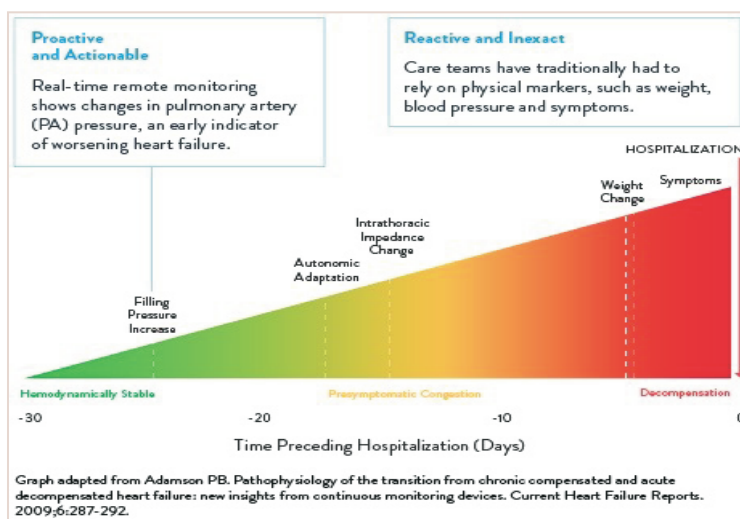 Proactive
and Actionable
Real-time remote monitoring
shows changes in pulmonary artery
(PA) pressure, an early indicator
of worsening heart failure.
Reactive and Inexact
Care teams have traditionally had to
rely on physical markers, such as weight,
blood pressure and symptoms.
HOSPITALIZATION
Symptoms
Weight
Change
Intrathoracic
Impedance
Change
Autonomic
Adaptation
Filling
Pressure
Increase
Hemodynamically Stable
Presymptomatic Congestion
Decompensation
-30
-20
-10
0
Time Preceding Hospitalization (Days)
Graph adapted from Adamson PB. Pathophysiology of the transition from chronic compensated and acute
decompensated heart failure: new insights from continuous monitoring devices. Current Heart Failure Reports.
2009;6:287-292.